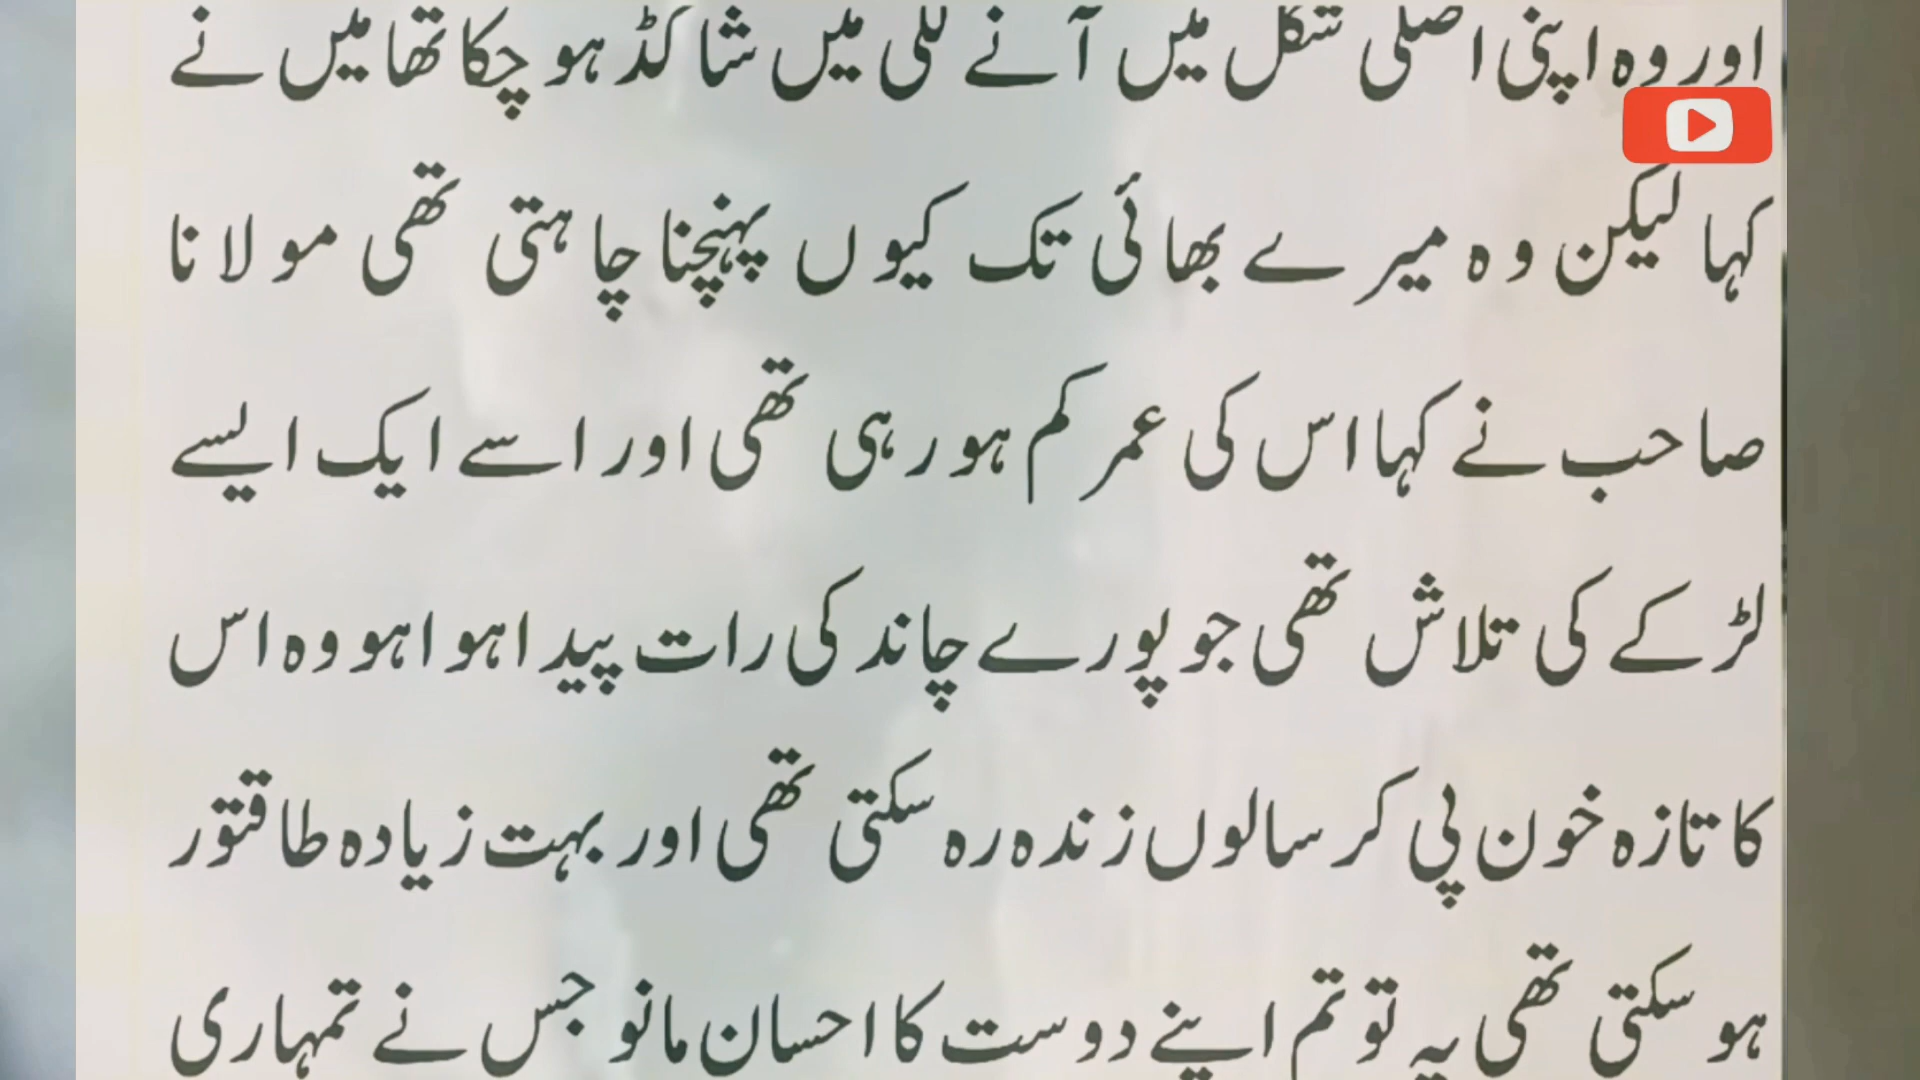 اور وہ اپنی اصلی شکل میں آنے للی میں شاکڈ ہو چکا تھا میں نے
کہا لیکن وہ میرے بھائی تک کیوں پہنچنا چاہتی تھی مولانا
صاحب نے کہا اس کی عمر کم ہو رہی تھی اور اسے ایک ایسے
لڑکے کی تلاش تھی جو پورے چاند کی رات پیدا ہوا ہو وہ اس
کا تازہ خون پی کر سالوں زندہ رہ سکتی تھی اور بہت زیادہ طاقتور
ہو سکتی تھی یہ تو تم اپنے دوست کا احسان مانو جس نے تمہاری